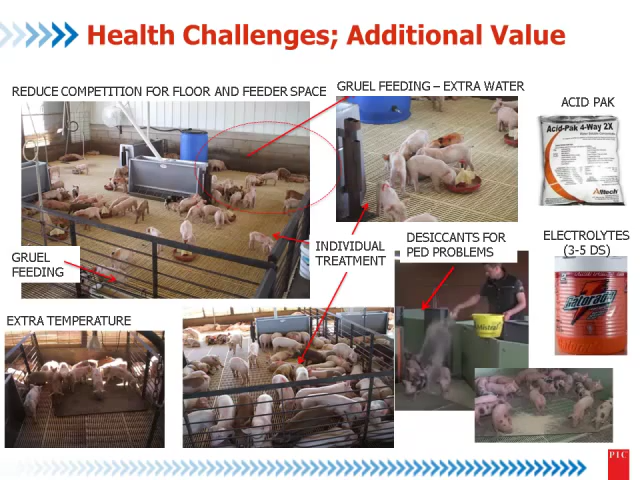 Health Challenges; Additional Value
REDUCE COMPETITION FOR FLOOR AND FEEDER SPACE
GRUEL FEEDING – EXTRA WATER
ACID PAK
Acid-Pak 4-Way 2X
Alltech
GRUEL
FEEDING
INDIVIDUAL
TREATMENT
DESICCANTS FOR
PED PROBLEMS
ELECTROLYTES
(3-5 DS)
GATORADE
EXTRA TEMPERATURE
PIC